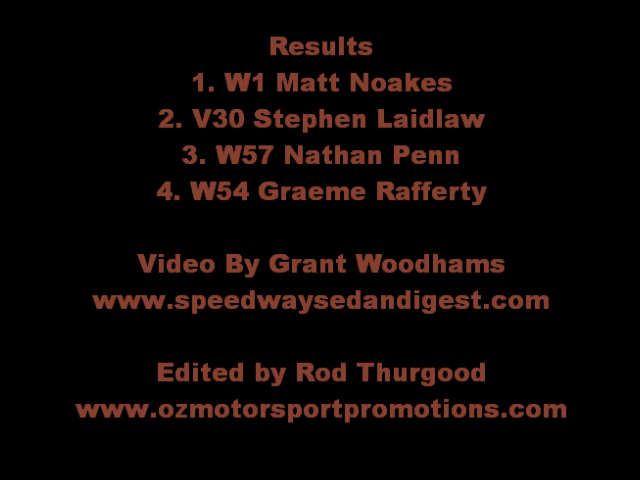 Results
1. W1 Matt Noakes
2. V30 Stephen Laidlaw
3. W57 Nathan Penn
4. W54 Graeme Rafferty
Video By Grant Woodhams
www.speedwaysedandigest.com
Edited by Rod Thurgood
www.ozmotorsportpromotions.com